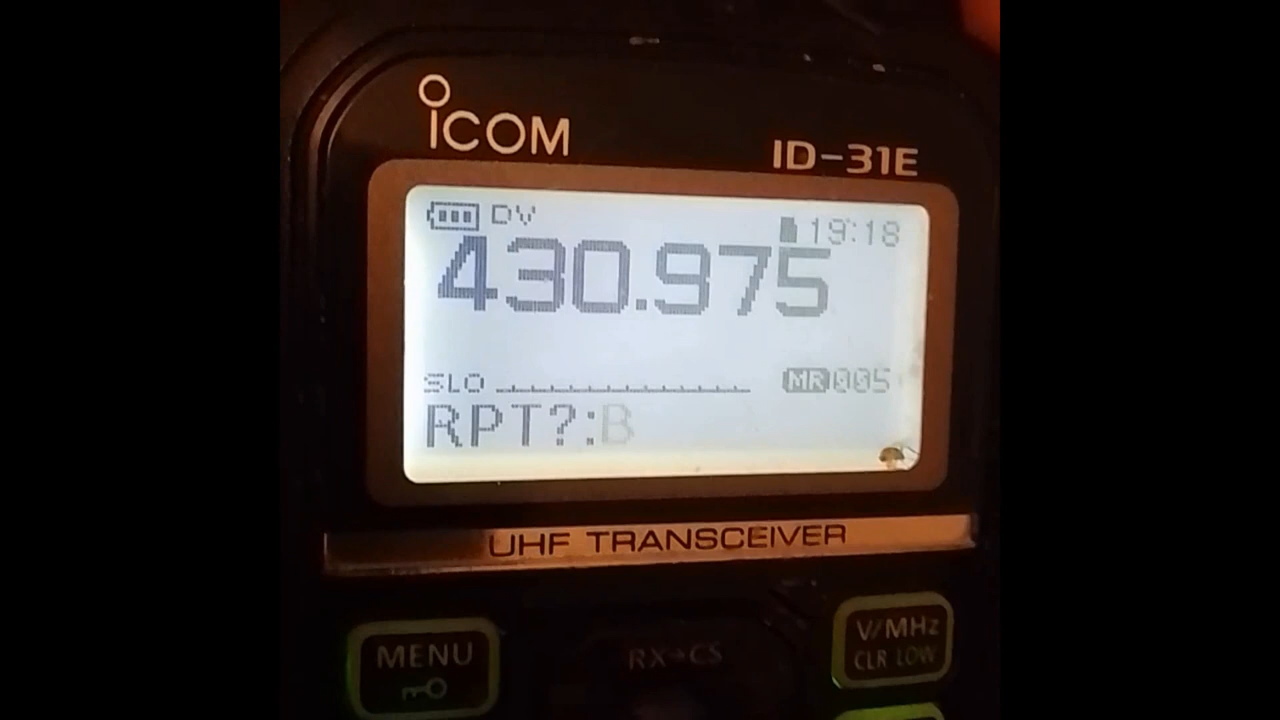 ICOM
ID-31E
DV 19:18
430.975
SLO MR 005
RPT?:B
UHF TRANSCEIVER
MENU
RX→CS
V/MHz
CLR LOW